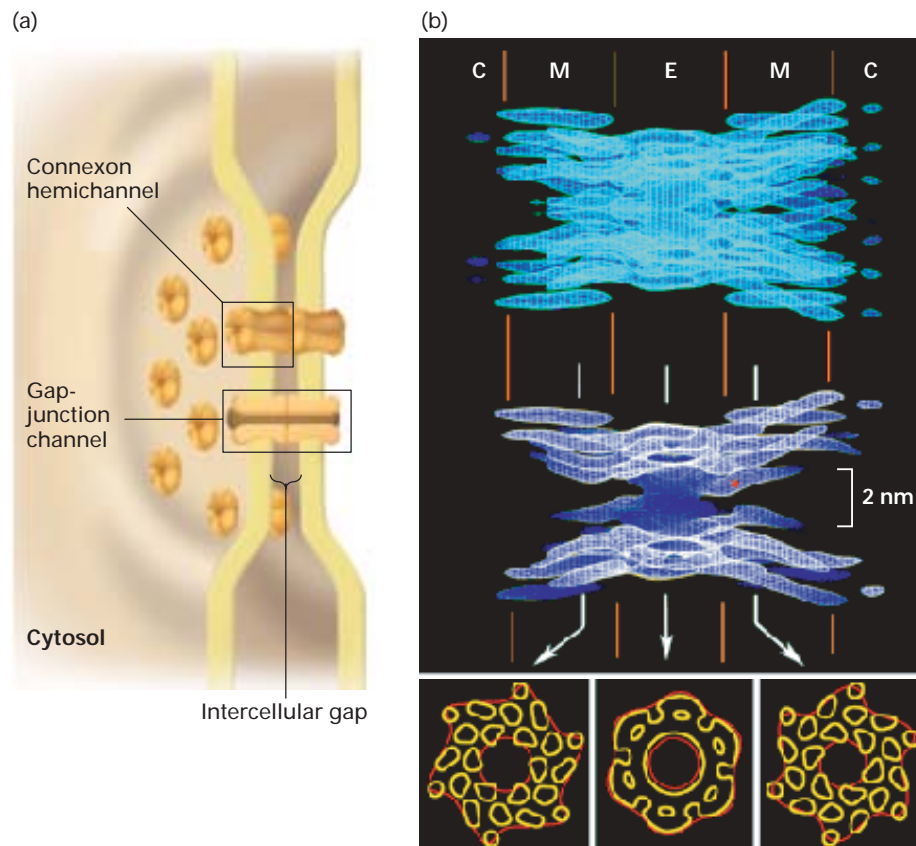 (a)
Connexon
hemichannel
Gap-
junction
channel
Cytosol
Intercellular gap
(b)
C M E M C
2 nm